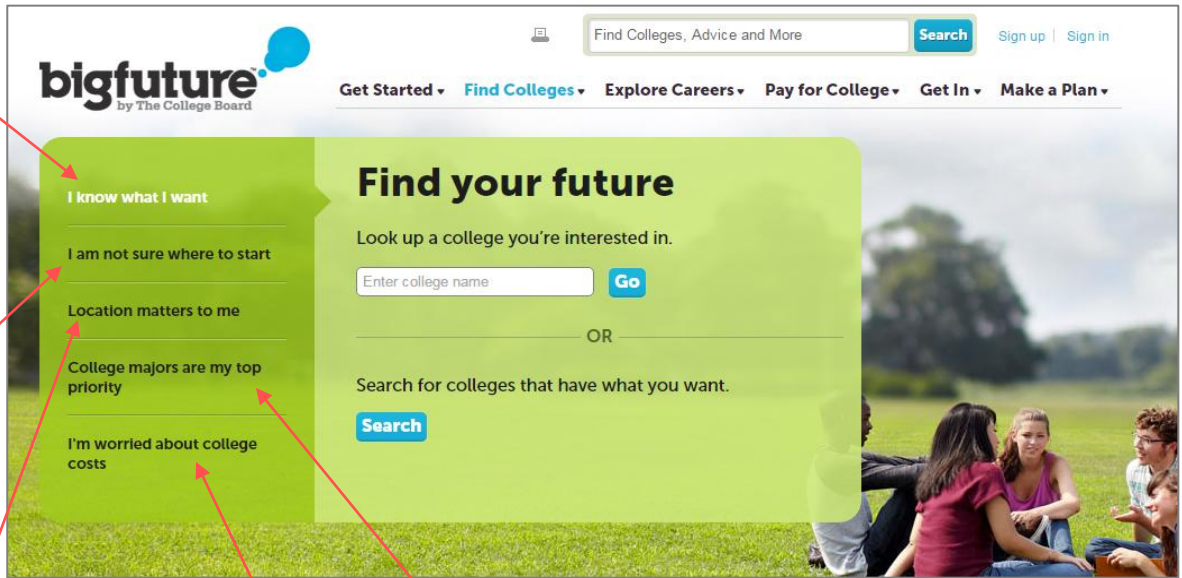 Find Colleges, Advice and More
Search
Sign up
Sign in
bigfuture™
by The College Board
Get Started
Find Colleges
Explore Careers
Pay for College
Get In
Make a Plan
I know what I want
I am not sure where to start
Location matters to me
College majors are my top
priority
I'm worried about college
costs
Find your future
Look up a college you're interested in.
Enter college name
Go
OR
Search for colleges that have what you want.
Search